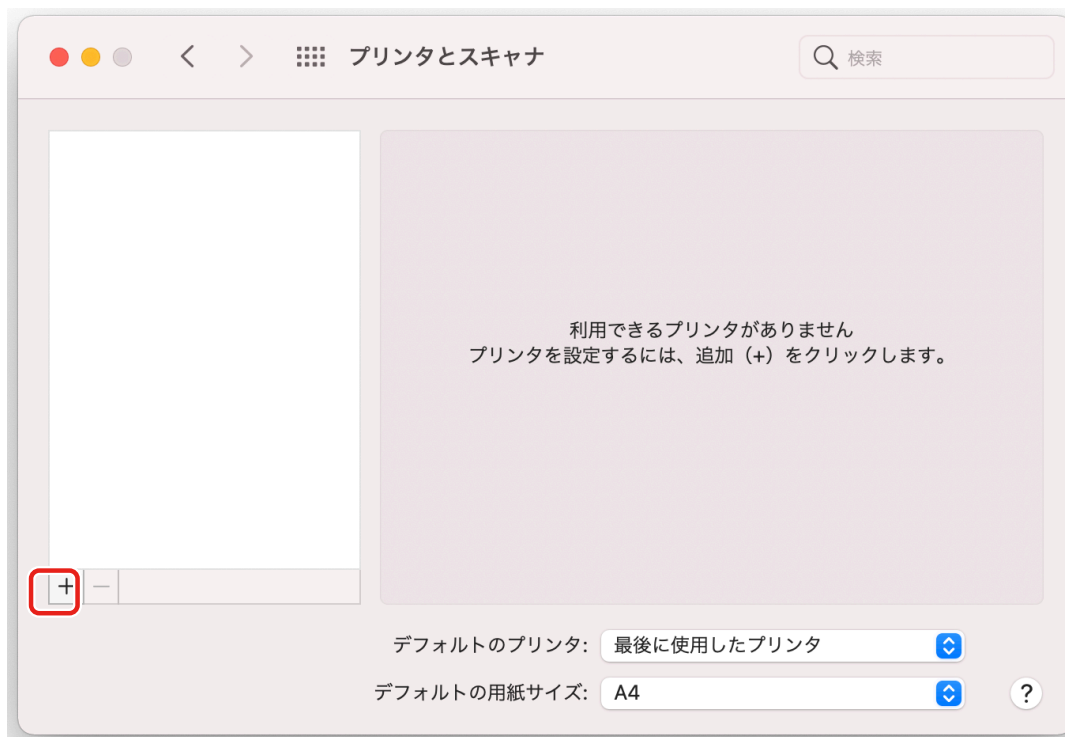 プリンタとスキャナ
検索
利用できるプリンタがありません
プリンタを設定するには、追加（+）をクリックします。
+ −
デフォルトのプリンタ: 最後に使用したプリンタ
デフォルトの用紙サイズ: A4
?